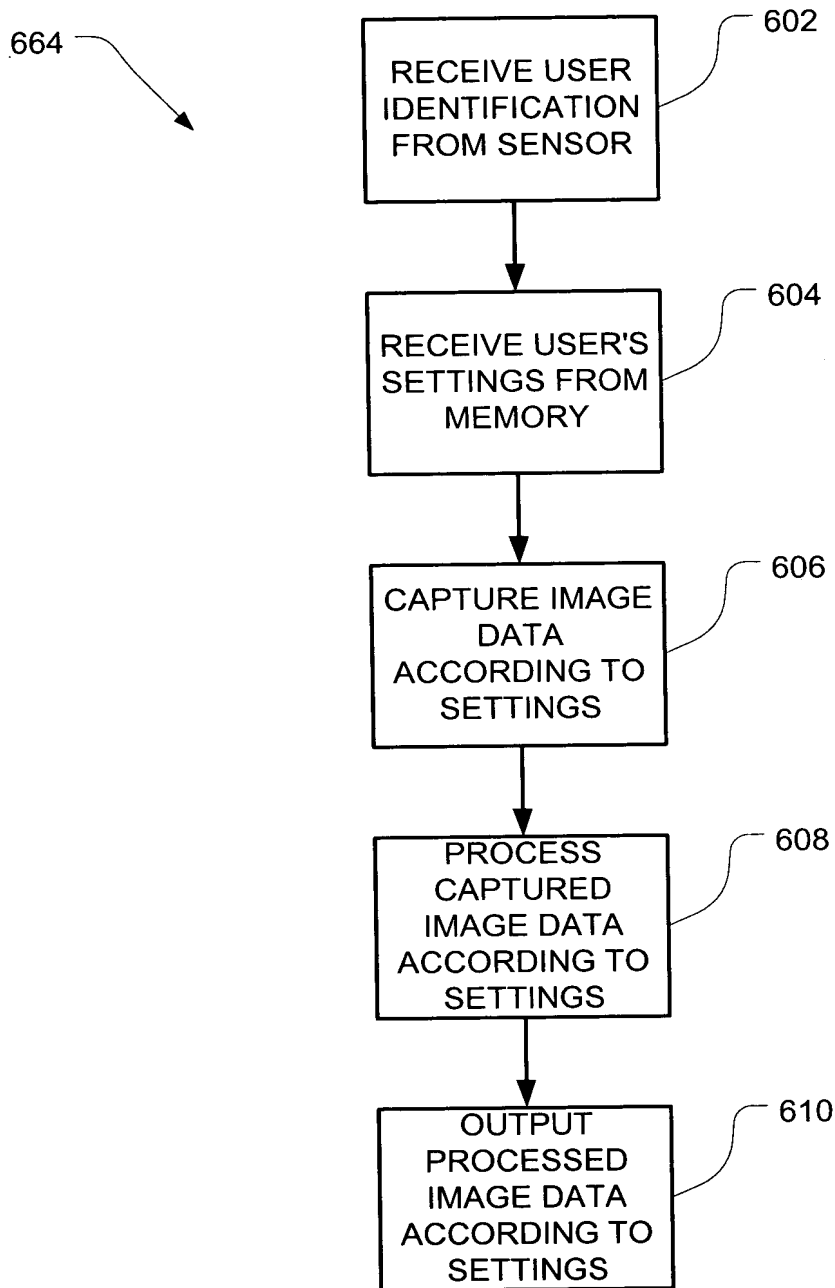 664
602
RECEIVE USER
IDENTIFICATION
FROM SENSOR
604
RECEIVE USER'S
SETTINGS FROM
MEMORY
606
CAPTURE IMAGE
DATA
ACCORDING TO
SETTINGS
608
PROCESS
CAPTURED
IMAGE DATA
ACCORDING TO
SETTINGS
610
OUTPUT
PROCESSED
IMAGE DATA
ACCORDING TO
SETTINGS